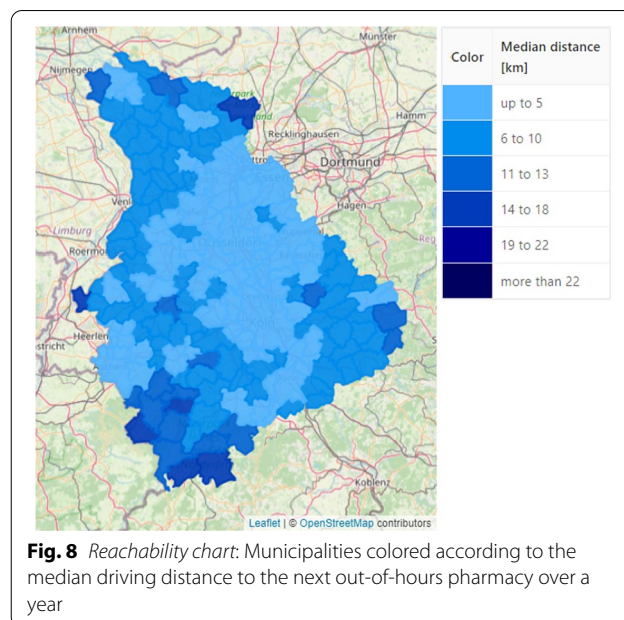 Arnhem
Münster
Nijmegen
Hamm
Recklinghausen
Dortmund
Hagen
Venl
Limburg
Roermon
Reg
Köln
Heerlen
stricht
Koblenz
Leaflet | © OpenStreetMap contributors
Color
Median distance
[km]
up to 5
6 to 10
11 to 13
14 to 18
19 to 22
more than 22
Fig. 8 Reachability chart: Municipalities colored according to the
median driving distance to the next out-of-hours pharmacy over a
year